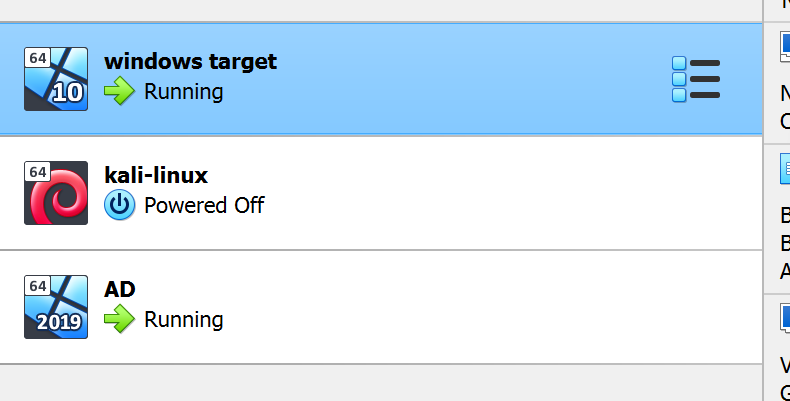 64
10
windows target
Running
64
kali-linux
Powered Off
64
2019
AD
Running